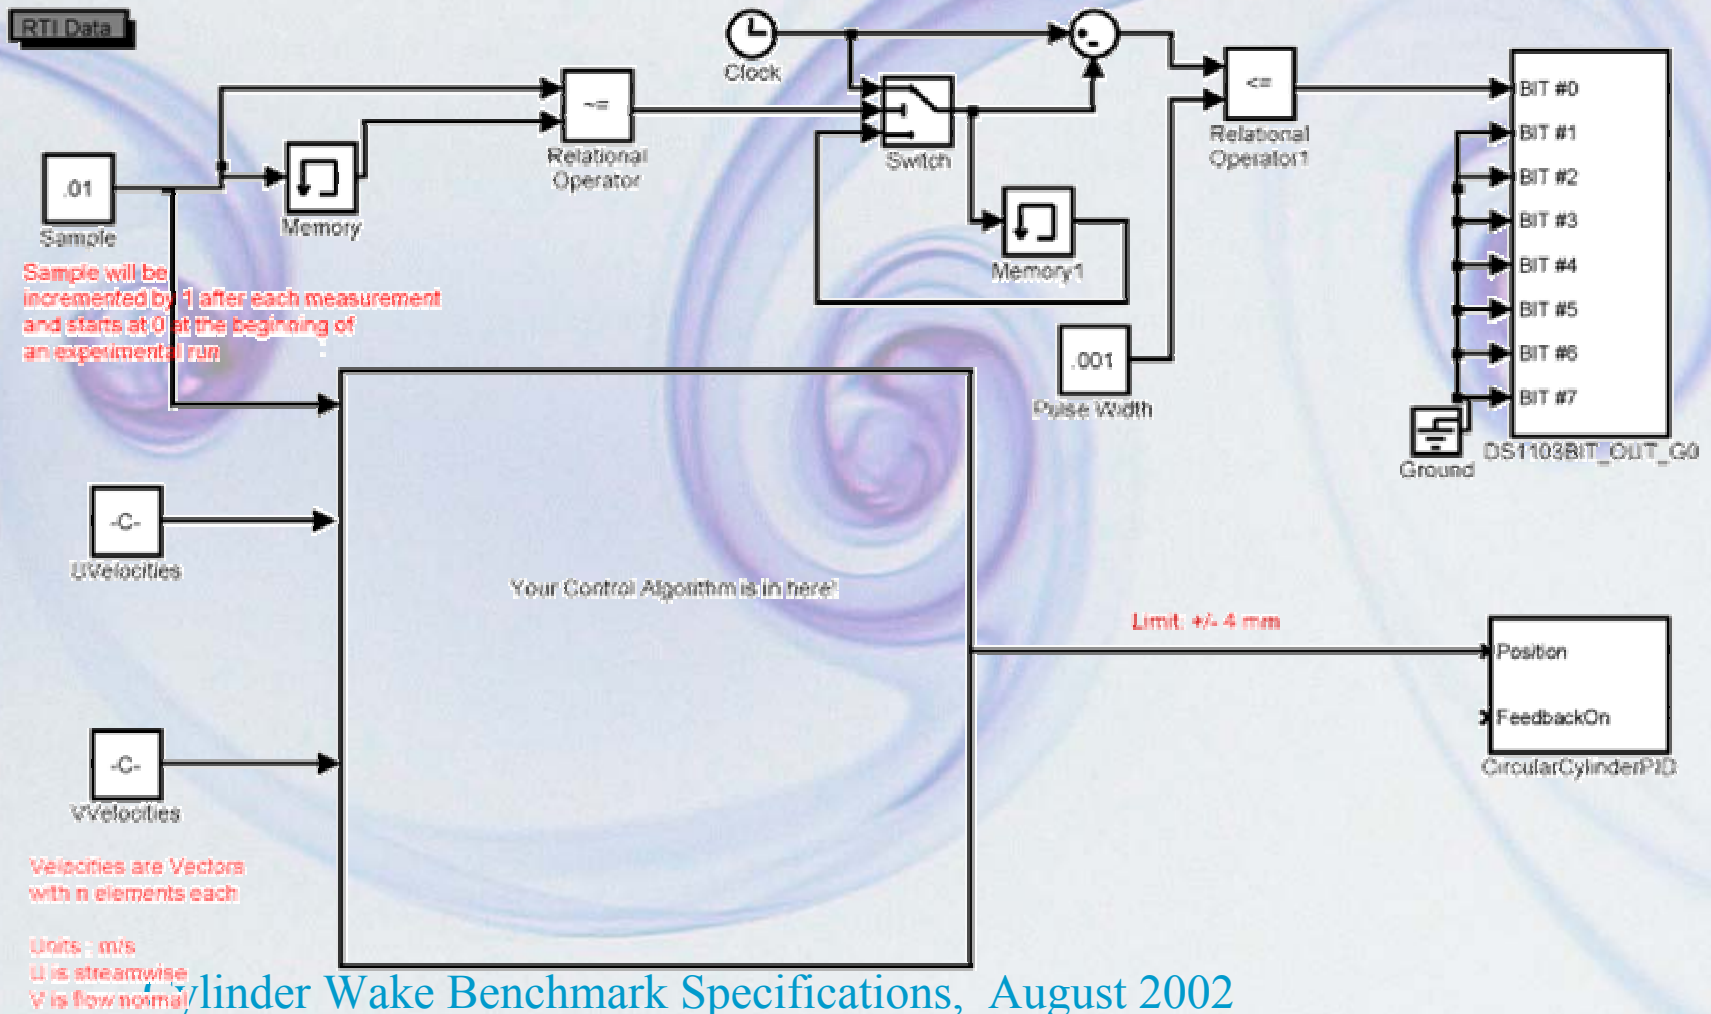 RTI Data
Clock
~=
<=
BIT #0
BIT #1
BIT #2
BIT #3
BIT #4
BIT #5
BIT #6
BIT #7
Relational
Operator
Switch
Relational
Operator1
.01
Sample
Memory
Memory1
Sample will be
incremented by 1 after each measurement
and starts at 0 at the beginning of
an experimental run
.001
Pulse Width
Ground
DS1103BIT_OUT_G0
-C-
UVelocities
Your Control Algorithm is in here!
Limit: +/- 4 mm
Position
FeedbackOn
CircularCylinderPID
-C-
VVelocities
Velocities are Vectors
with n elements each
Units : m/s
U is streamwise
V is flow normal
Cylinder Wake Benchmark Specifications, August 2002